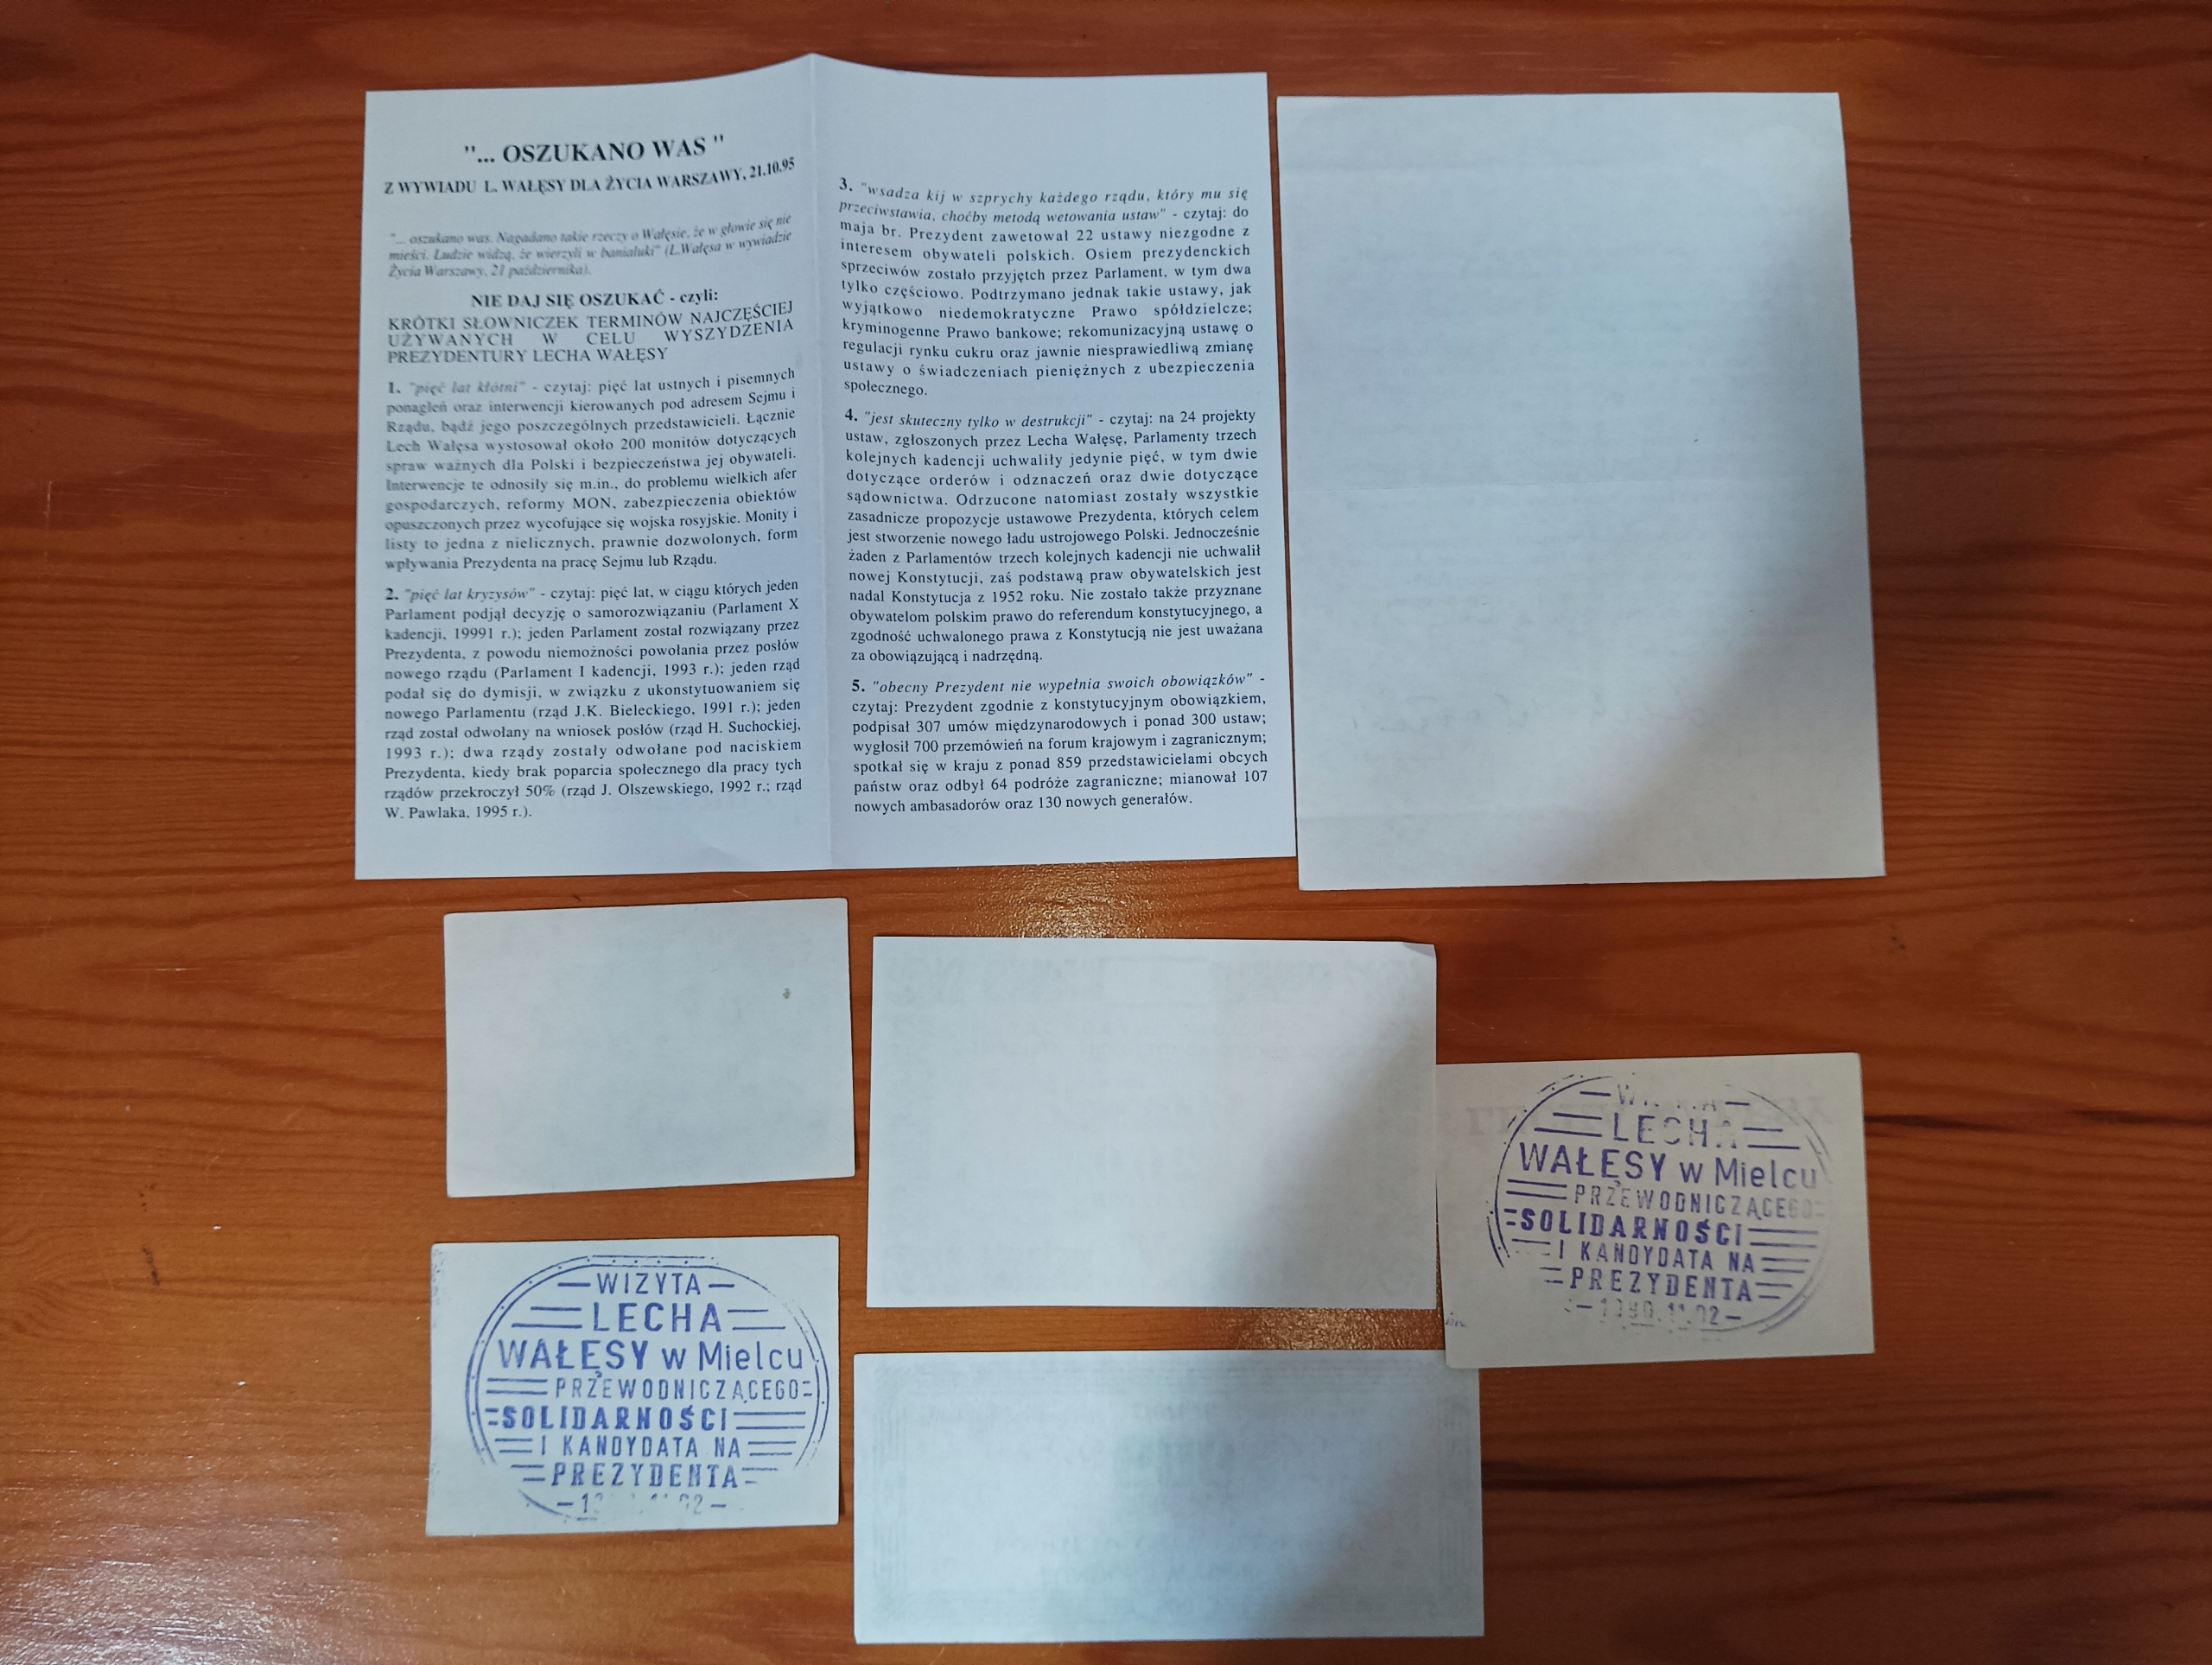 "... OSZUKANO WAS "
Z WYWIADU L. WAŁĘSY DLA ŻYCIA WARSZAWY, 21.10.95
"... oszukano was. Nagadano takie rzeczy o Wałęsie, że w głowie się nie
mieści. Ludzie widzą, że wierzyli w banialuki" (L.Wałęsa w wywiadzie
Życia Warszawy, 21 października).
NIE DAJ SIĘ OSZUKAĆ - czyli:
KRÓTKI SŁOWNICZEK TERMINÓW NAJCZĘŚCIEJ
UŻYWANYCH W CELU WYSZYDZENIA
PREZYDENTURY LECHA WAŁĘSY
1. "pięć lat kłótni" - czytaj: pięć lat ustnych i pisemnych
ponagleń oraz interwencji kierowanych pod adresem Sejmu i
Rządu, bądź jego poszczególnych przedstawicieli. Łącznie
Lech Wałęsa wystosował około 200 monitów dotyczących
spraw ważnych dla Polski i bezpieczeństwa jej obywateli.
Interwencje te odnosiły się m.in., do problemu wielkich afer
gospodarczych, reformy MON, zabezpieczenia obiektów
opuszczonych przez wycofujące się wojska rosyjskie. Monity i
listy to jedna z nielicznych, prawnie dozwolonych, form
wpływania Prezydenta na pracę Sejmu lub Rządu.
2. "pięć lat kryzysów" - czytaj: pięć lat, w ciągu których jeden
Parlament podjął decyzję o samorozwiązaniu (Parlament X
kadencji, 19991 r.); jeden Parlament został rozwiązany przez
Prezydenta, z powodu niemożności powołania przez posłów
nowego rządu (Parlament I kadencji, 1993 r.); jeden rząd
podał się do dymisji, w związku z ukonstytuowaniem się
nowego Parlamentu (rząd J.K. Bieleckiego, 1991 r.); jeden
rząd został odwołany na wniosek posłów (rząd H. Suchockiej,
1993 r.); dwa rządy zostały odwołane pod naciskiem
Prezydenta, kiedy brak poparcia społecznego dla pracy tych
rządów przekroczył 50% (rząd J. Olszewskiego, 1992 r.; rząd
W. Pawlaka, 1995 r.).
3. "wsadza kij w szprychy każdego rządu, który mu się
przeciwstawia, choćby metodą wetowania ustaw" - czytaj: do
maja br. Prezydent zawetował 22 ustawy niezgodne z
interesem obywateli polskich. Osiem prezydenckich
sprzeciwów zostało przyjętch przez Parlament, w tym dwa
tylko częściowo. Podtrzymano jednak takie ustawy, jak
wyjątkowo niedemokratyczne Prawo spółdzielcze;
kryminogenne Prawo bankowe; rekomunizacyjną ustawę o
regulacji rynku cukru oraz jawnie niesprawiedliwą zmianę
ustawy o świadczeniach pieniężnych z ubezpieczenia
społecznego.
4. "jest skuteczny tylko w destrukcji" - czytaj: na 24 projekty
ustaw, zgłoszonych przez Lecha Wałęsę, Parlamenty trzech
kolejnych kadencji uchwaliły jedynie pięć, w tym dwie
dotyczące orderów i odznaczeń oraz dwie dotyczące
sądownictwa. Odrzucone natomiast zostały wszystkie
zasadnicze propozycje ustawowe Prezydenta, których celem
jest stworzenie nowego ładu ustrojowego Polski. Jednocześnie
żaden z Parlamentów trzech kolejnych kadencji nie uchwalił
nowej Konstytucji, zaś podstawą praw obywatelskich jest
nadal Konstytucja z 1952 roku. Nie zostało także przyznane
obywatelom polskim prawo do referendum konstytucyjnego, a
zgodność uchwalonego prawa z Konstytucją nie jest uważana
za obowiązującą i nadrzędną.
5. "obecny Prezydent nie wypełnia swoich obowiązków" -
czytaj: Prezydent zgodnie z konstytucyjnym obowiązkiem,
podpisał 307 umów międzynarodowych i ponad 300 ustaw;
wygłosił 700 przemówień na forum krajowym i zagranicznym;
spotkał się w kraju z ponad 859 przedstawicielami obcych
państw oraz odbył 64 podróże zagraniczne; mianował 107
nowych ambasadorów oraz 130 nowych generałów.
LECHA
WAŁĘSY w Mielcu
PRZEWODNICZĄCEGO
SOLIDARNOŚCI
I KANDYDATA NA
PREZYDENTA
- 1990.11.02 -
WIZYTA
LECHA
WAŁĘSY w Mielcu
PRZEWODNICZĄCEGO
SOLIDARNOŚCI
I KANDYDATA NA
PREZYDENTA